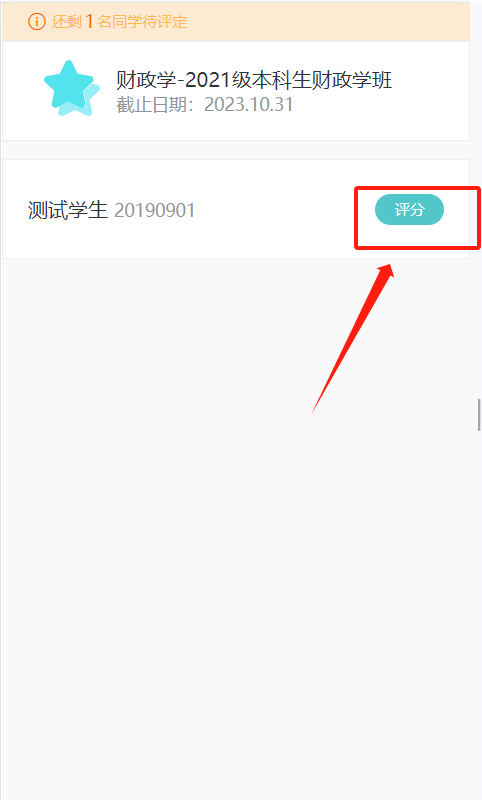 还剩1名同学待评定
财政学-2021级本科生财政学班
截止日期：2023.10.31
测试学生 20190901
评分